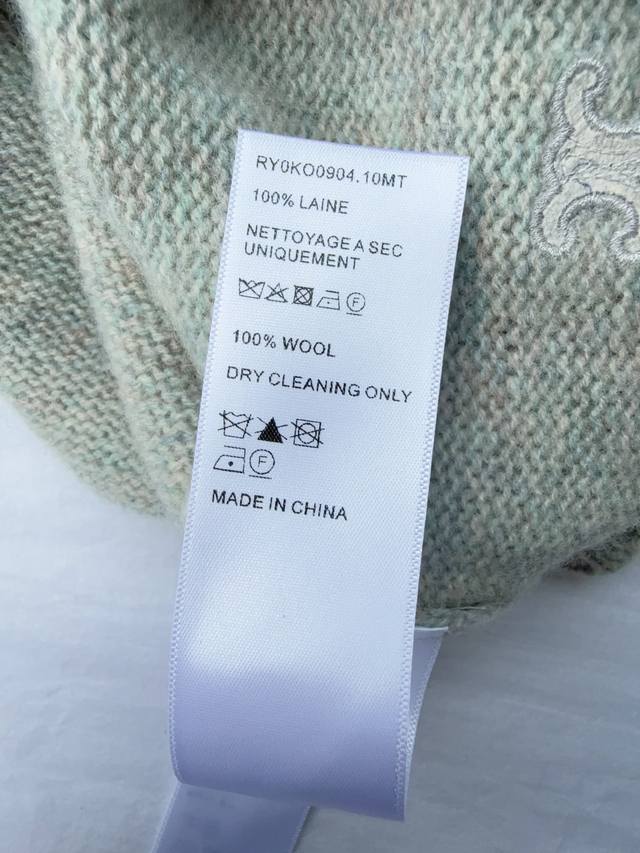 RY0KO0904.10MT
100% LAINE
NETTOYAGE A SEC
UNIQUEMENT
F
100% WOOL
DRY CLEANING ONLY
F
MADE IN CHINA